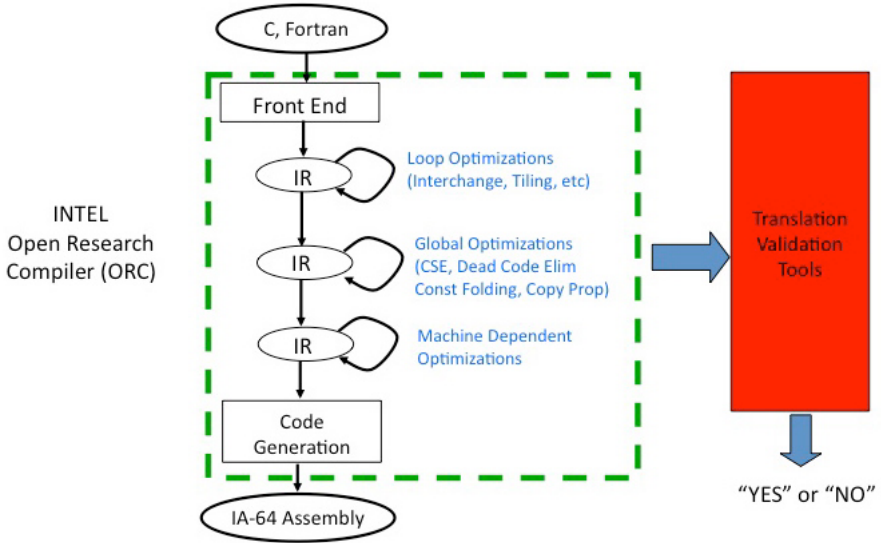 C, Fortran
Front End
IR
Loop Optimizations
(Interchange, Tiling, etc)
INTEL
Open Research
Compiler (ORC)
IR
Global Optimizations
(CSE, Dead Code Elim
Const Folding, Copy Prop)
Translation
Validation
Tools
IR
Machine Dependent
Optimizations
Code
Generation
"YES" or "NO"
IA-64 Assembly